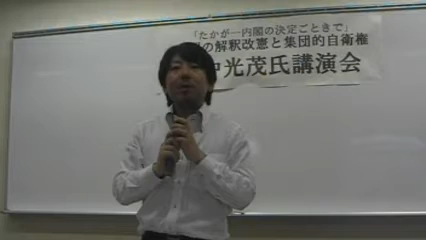 「たかが一内閣の決定ごときで」
の解釈改憲と集団的自衛権
中光茂氏講演会